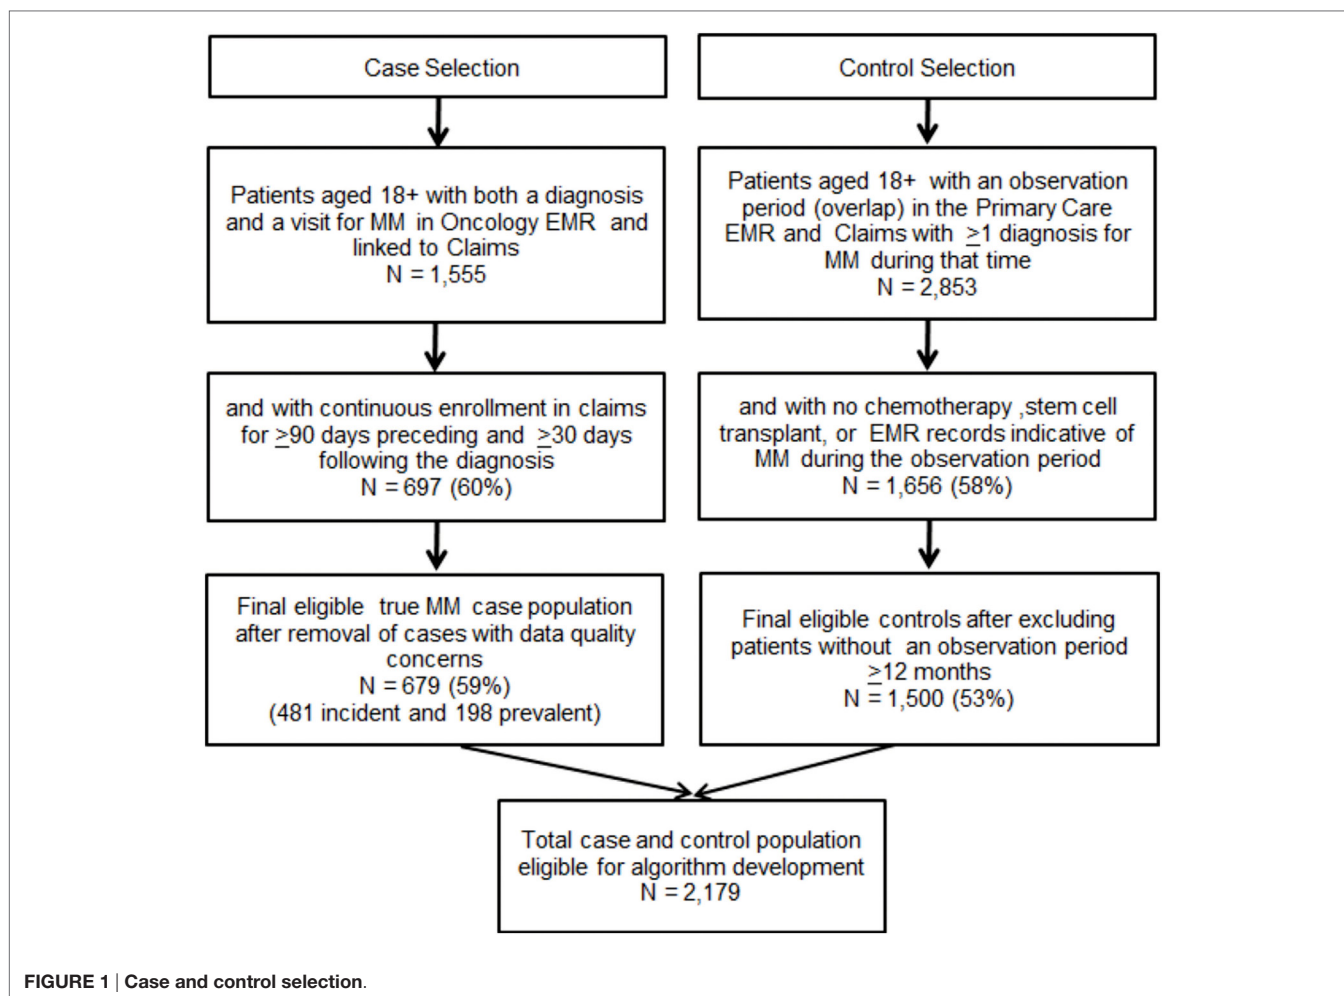 Case Selection
Patients aged 18+ with both a diagnosis
and a visit for MM in Oncology EMR and
linked to Claims
N = 1,555
and with continuous enrollment in claims
for ≥90 days preceding and ≥30 days
following the diagnosis
N = 697 (60%)
Final eligible true MM case population
after removal of cases with data quality
concerns
N = 679 (59%)
(481 incident and 198 prevalent)
Control Selection
Patients aged 18+ with an observation
period (overlap) in the Primary Care
EMR and Claims with ≥1 diagnosis for
MM during that time
N = 2,853
and with no chemotherapy ,stem cell
transplant, or EMR records indicative of
MM during the observation period
N = 1,656 (58%)
Final eligible controls after excluding
patients without an observation period
≥12 months
N = 1,500 (53%)
Total case and control population
eligible for algorithm development
N = 2,179
FIGURE 1 | Case and control selection.